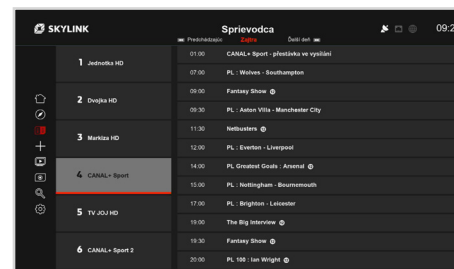 SKYLINK
Sprievodca
09:2
Predchádzajúc Zajtra Ďalší deň
1 Jednotka HD
2 Dvojka HD
3 Markíza HD
4 CANAL+ Sport
5 TV JOJ HD
6 CANAL+ Sport 2
01:00 CANAL+ Sport - přestávka ve vysílání
07:00 PL : Wolves - Southampton
09:00 Fantasy Show
09:30 PL : Aston Villa - Manchester City
11:30 Netbusters
12:00 PL : Everton - Liverpool
14:00 PL Greatest Goals : Arsenal
15:00 PL : Nottingham - Bournemouth
17:00 PL : Brighton - Leicester
19:00 The Big Interview
19:30 Fantasy Show
20:00 PL 100 : Ian Wright